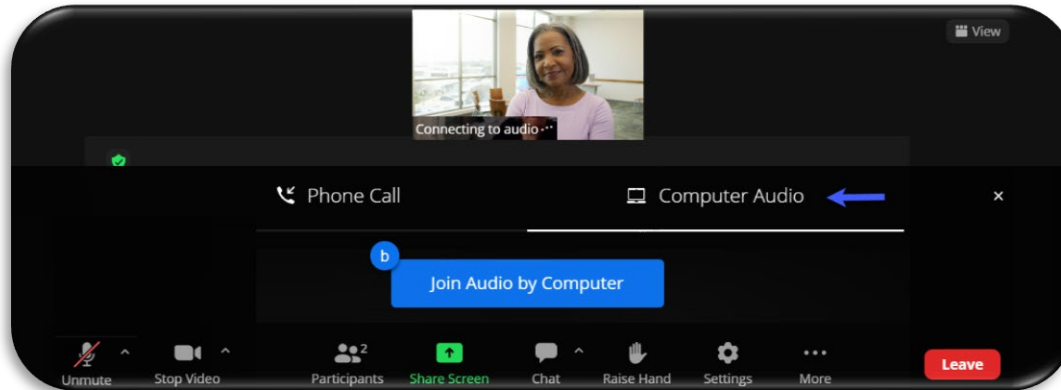 View
Connecting to audio ...
Phone Call
Computer Audio
b
Join Audio by Computer
2
Unmute
Stop Video
Participants
Share Screen
Chat
Raise Hand
Settings
More
Leave